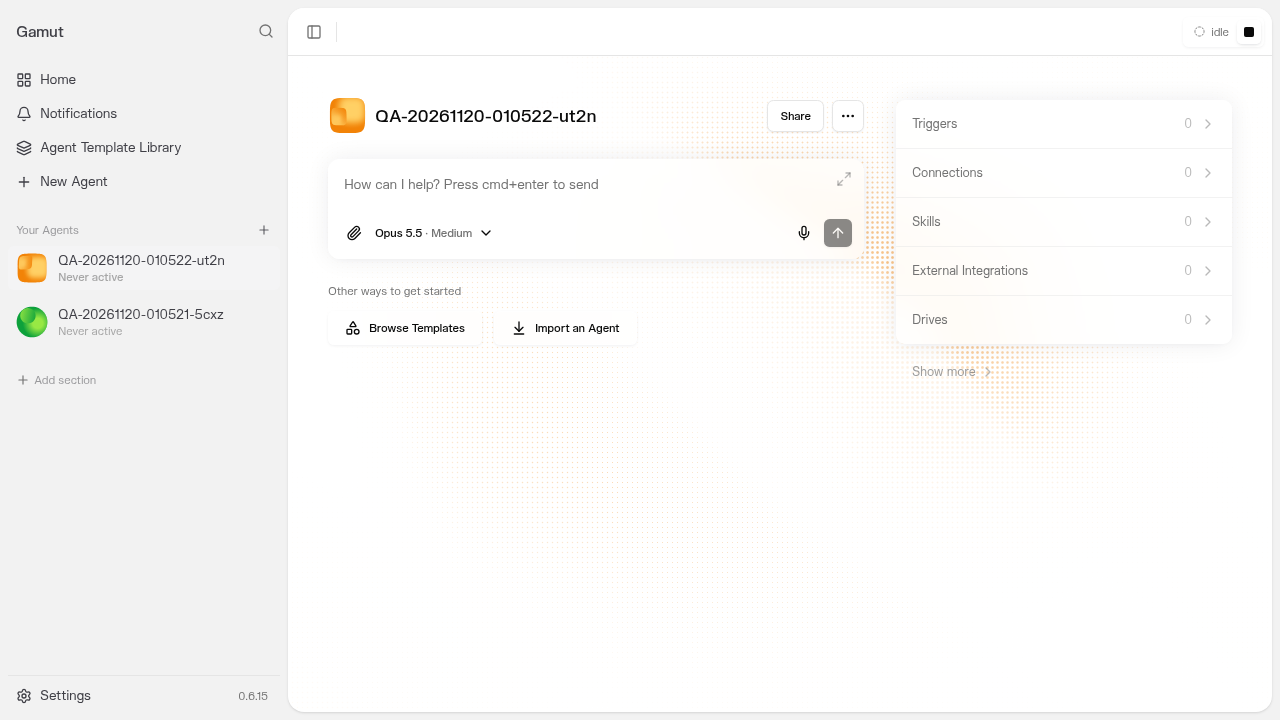 Gamut
Home
Notifications
Agent Template Library
New Agent
Your Agents
QA-20261120-010522-ut2n
Never active
QA-20261120-010521-5cxz
Never active
Add section
Settings
0.6.15
idle
QA-20261120-010522-ut2n
Share
How can I help? Press cmd+enter to send
Opus 5.5 · Medium
Other ways to get started
Browse Templates
Import an Agent
Triggers 0
Connections 0
Skills 0
External Integrations 0
Drives 0
Show more